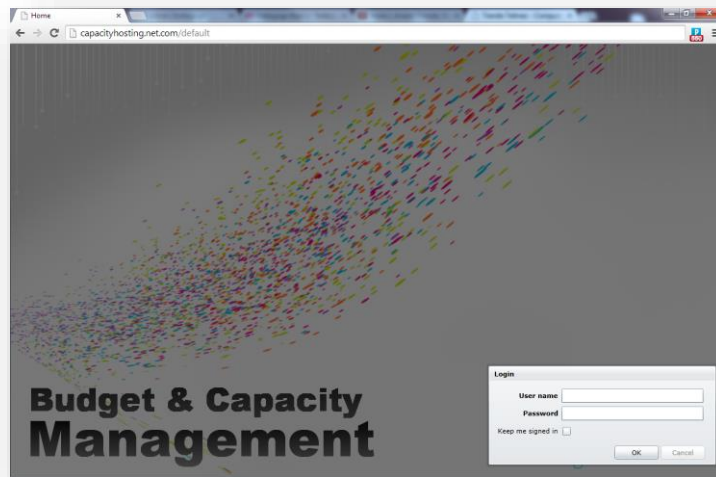 Home
capacityhosting.net.com/default
Budget & Capacity
Management
Login
User name
Password
Keep me signed in
OK
Cancel